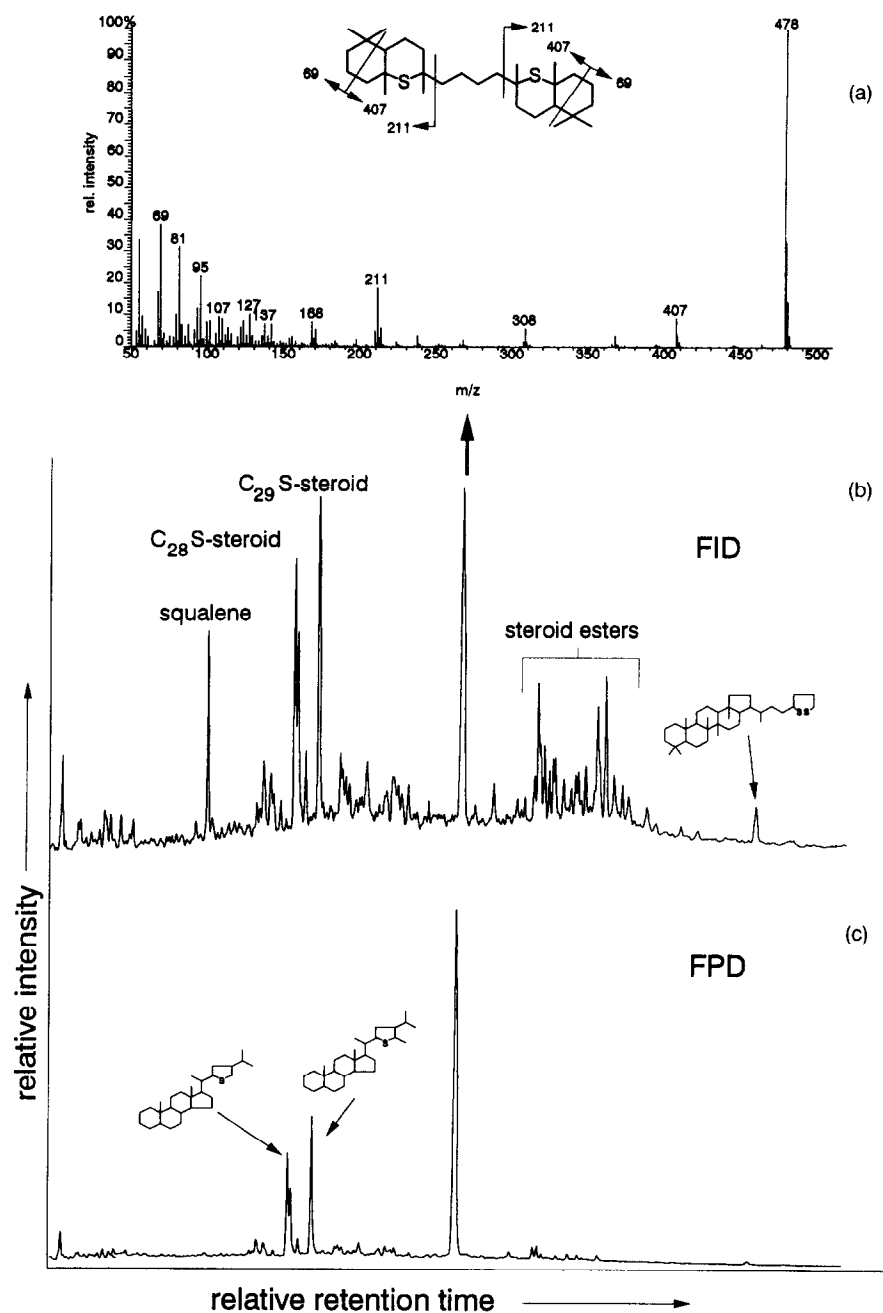 100%
90
80
70
60
50
40
30
20
10
0
rel. intensity
50
100
150
200
250
300
350
400
450
500
m/z
69
81
95
107
127
137
168
211
308
407
478
S
S
69
407
211
211
407
69
(a)
(b)
FID
squalene
C28 S-steroid
C29 S-steroid
steroid esters
S S
(c)
FPD
S
S
relative intensity
relative retention time